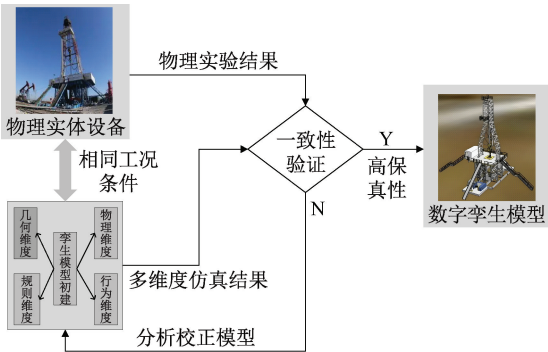 物理实验结果
物理实体设备
一致性
验证
Y
高保
真性
数字孪生模型
相同工况
条件
N
几何维度
物理维度
孪生模型初建
规则维度
行为维度
多维度仿真结果
分析校正模型